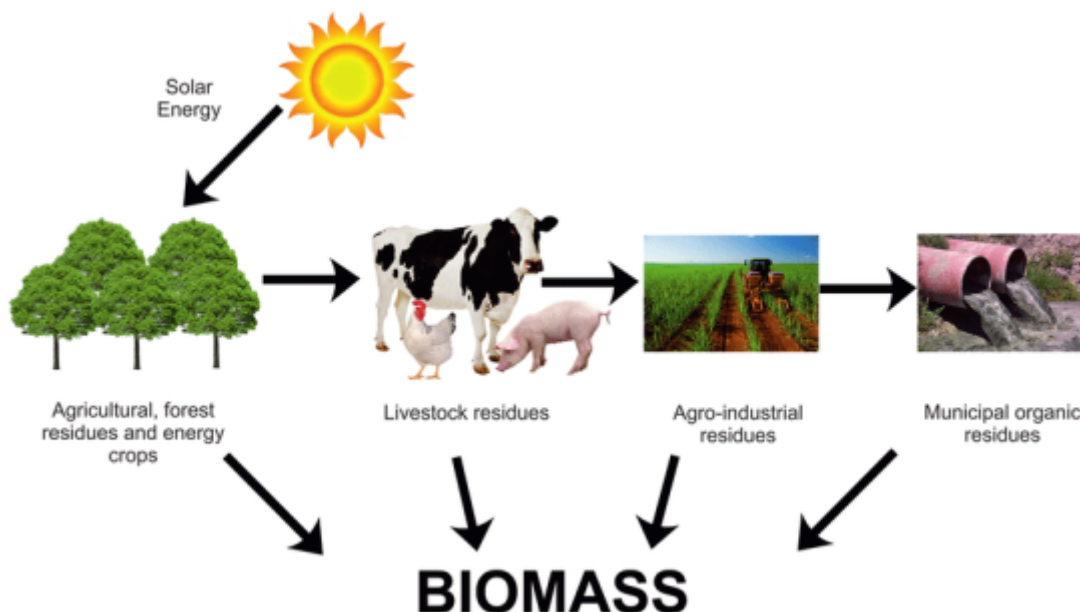 Solar
Energy
Agricultural, forest
residues and energy
crops
Livestock residues
Agro-industrial
residues
Municipal organic
residues
BIOMASS